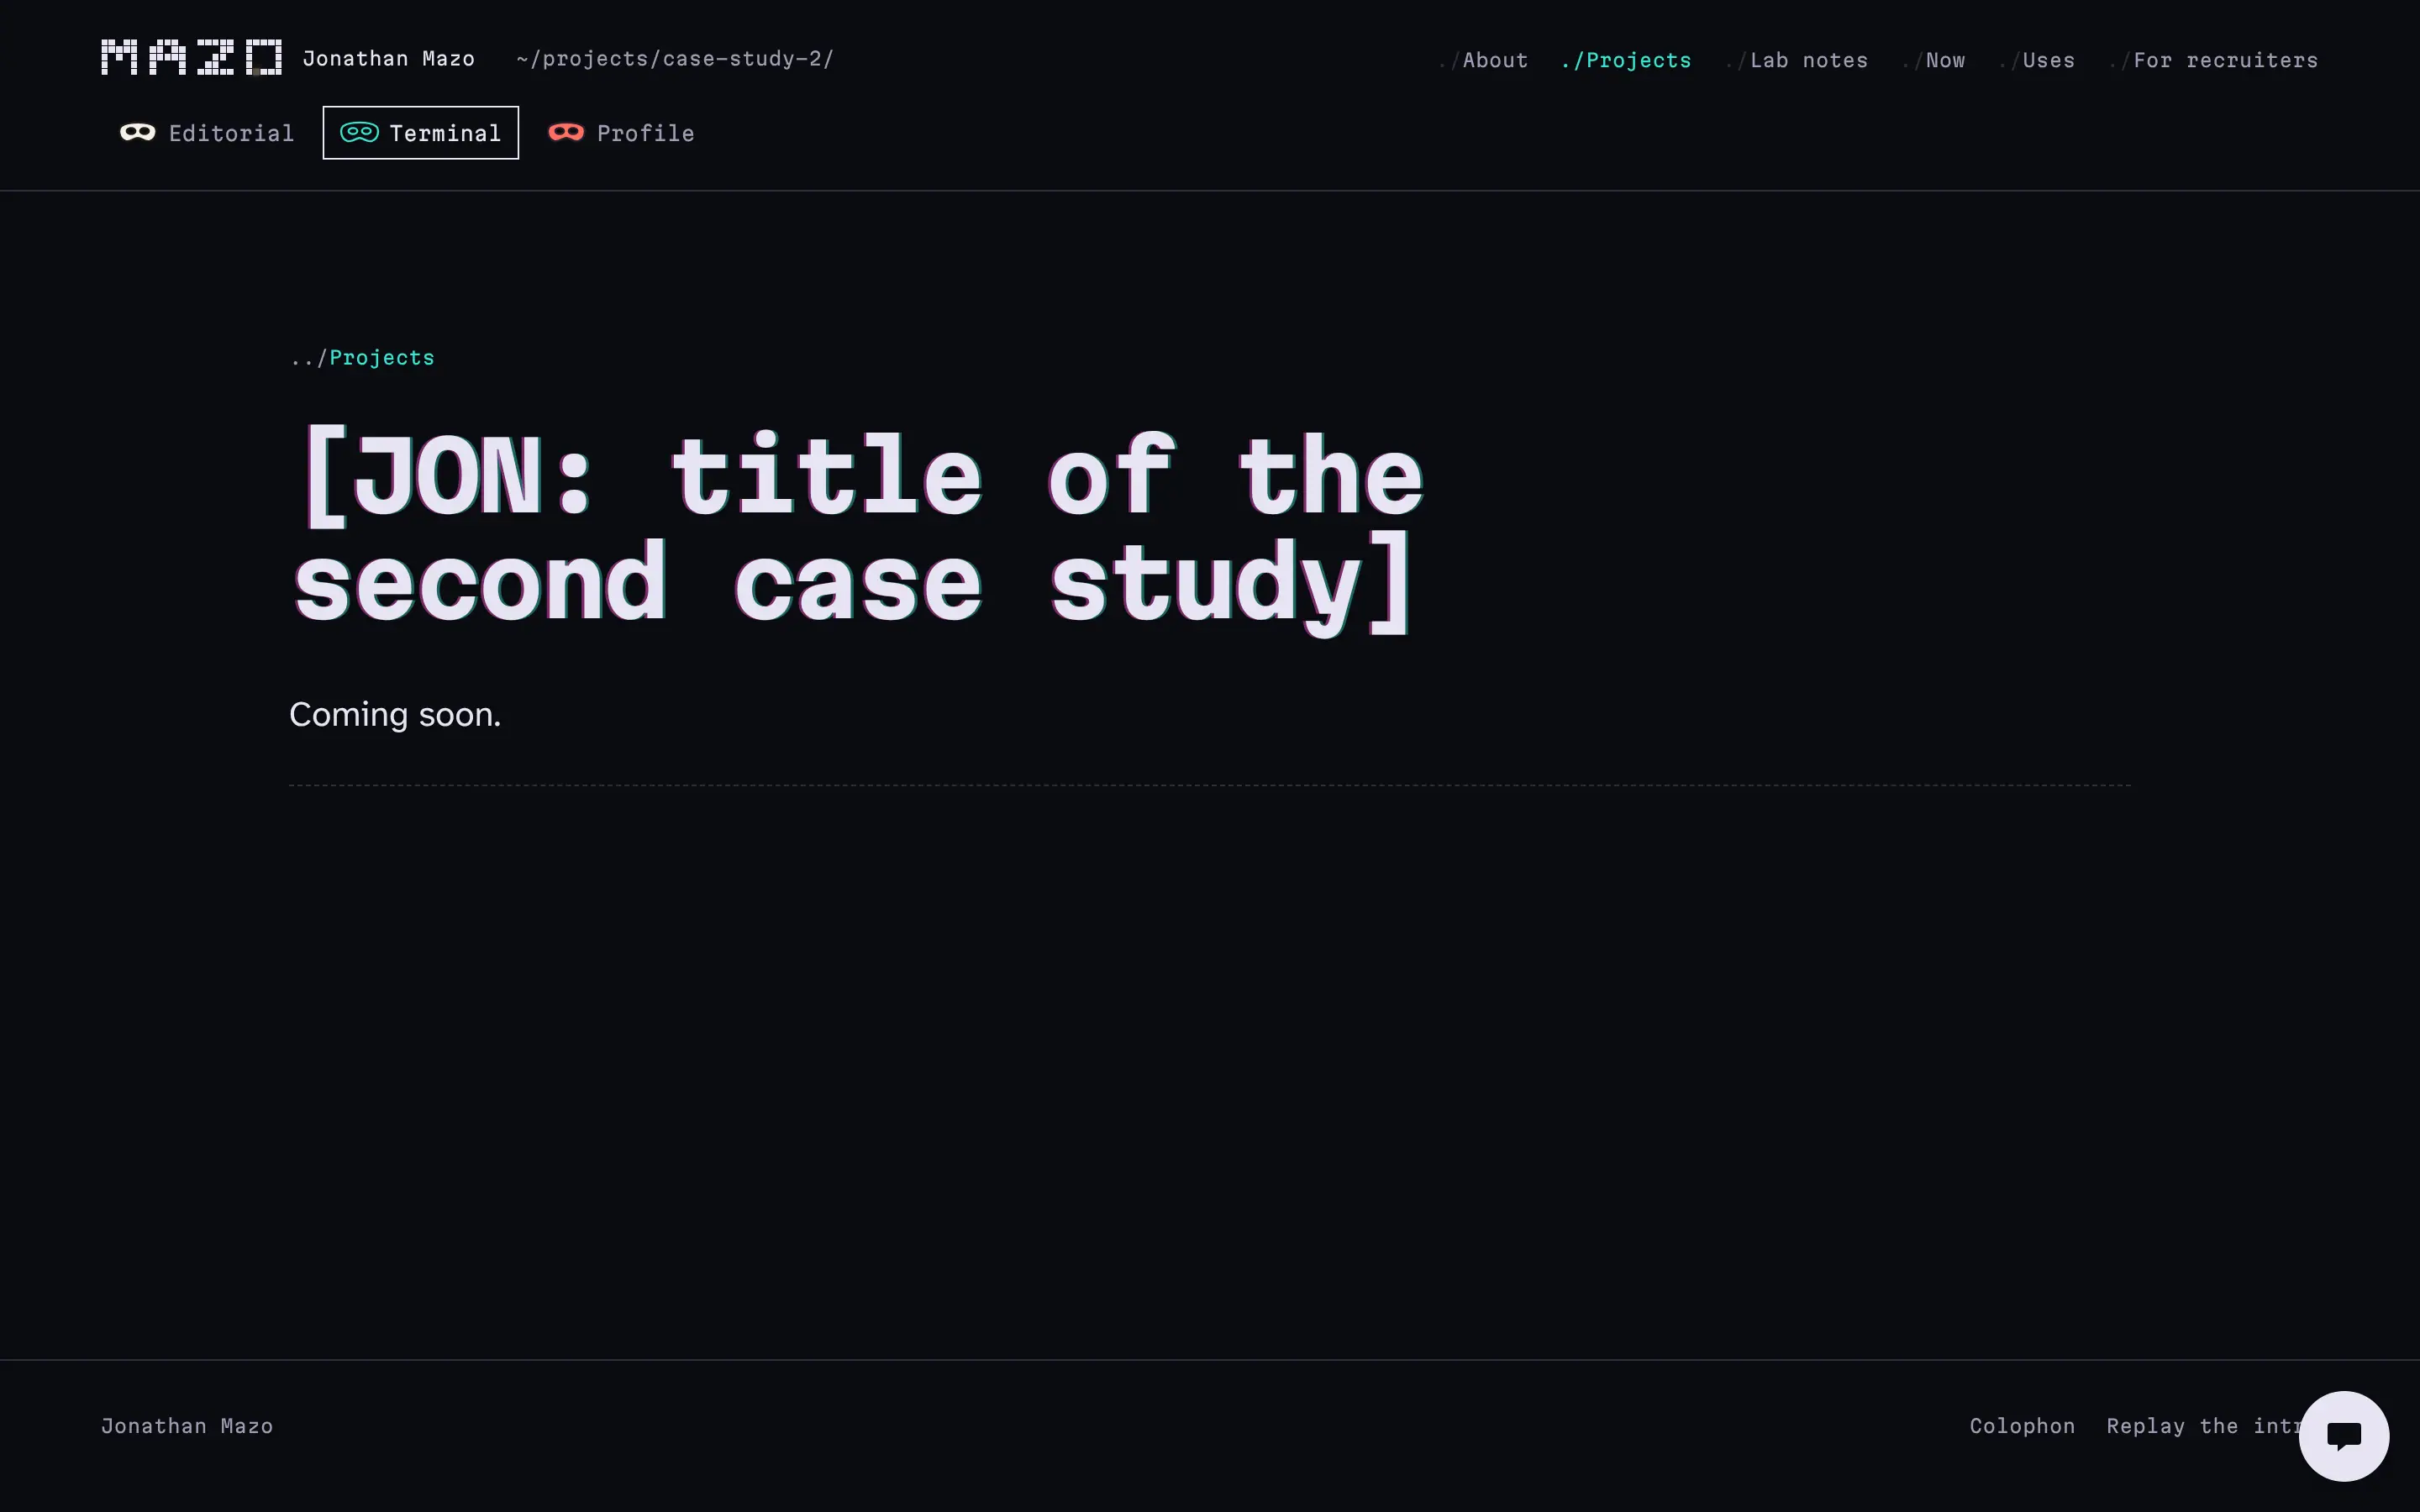 MAZO Jonathan Mazo ~/projects/case-study-2/ ./About ./Projects ./Lab notes ./Now ./Uses ./For recruiters
Editorial Terminal Profile
../Projects
[JON: title of the
second case study]
Coming soon.
Jonathan Mazo Colophon Replay the